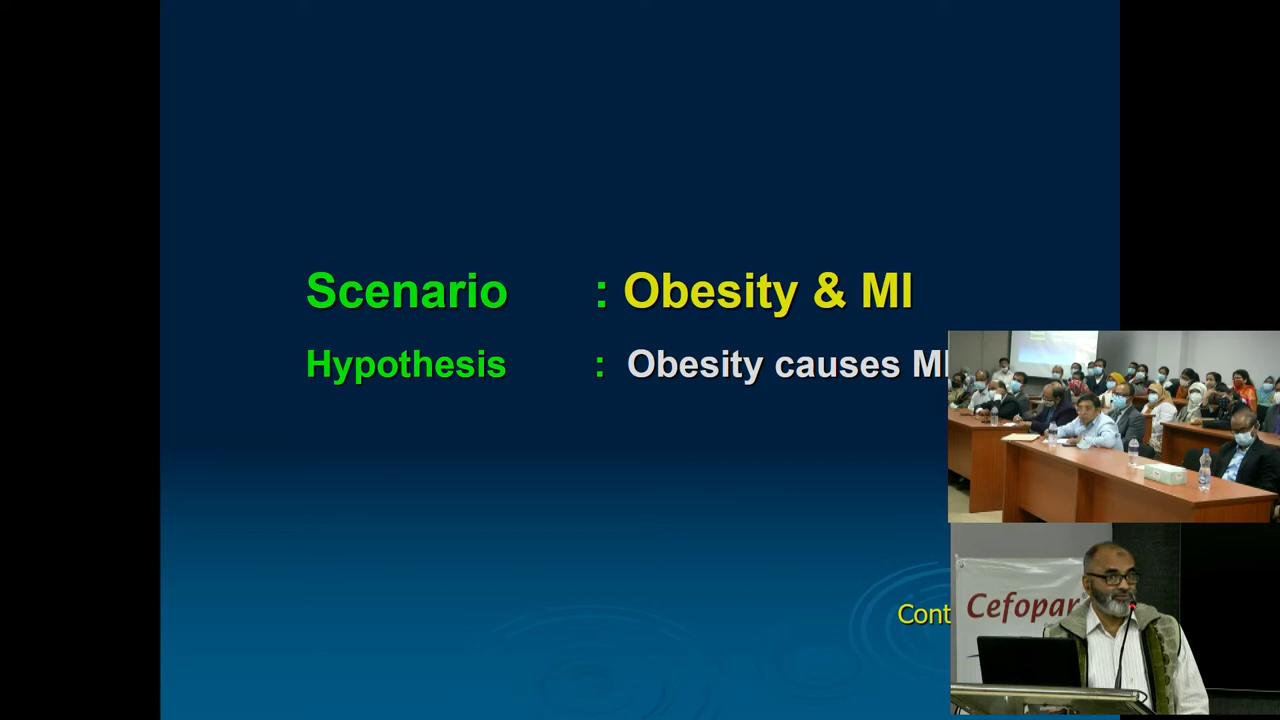 Scenario : Obesity & MI
Hypothesis : Obesity causes MI
Cont
Cefopar